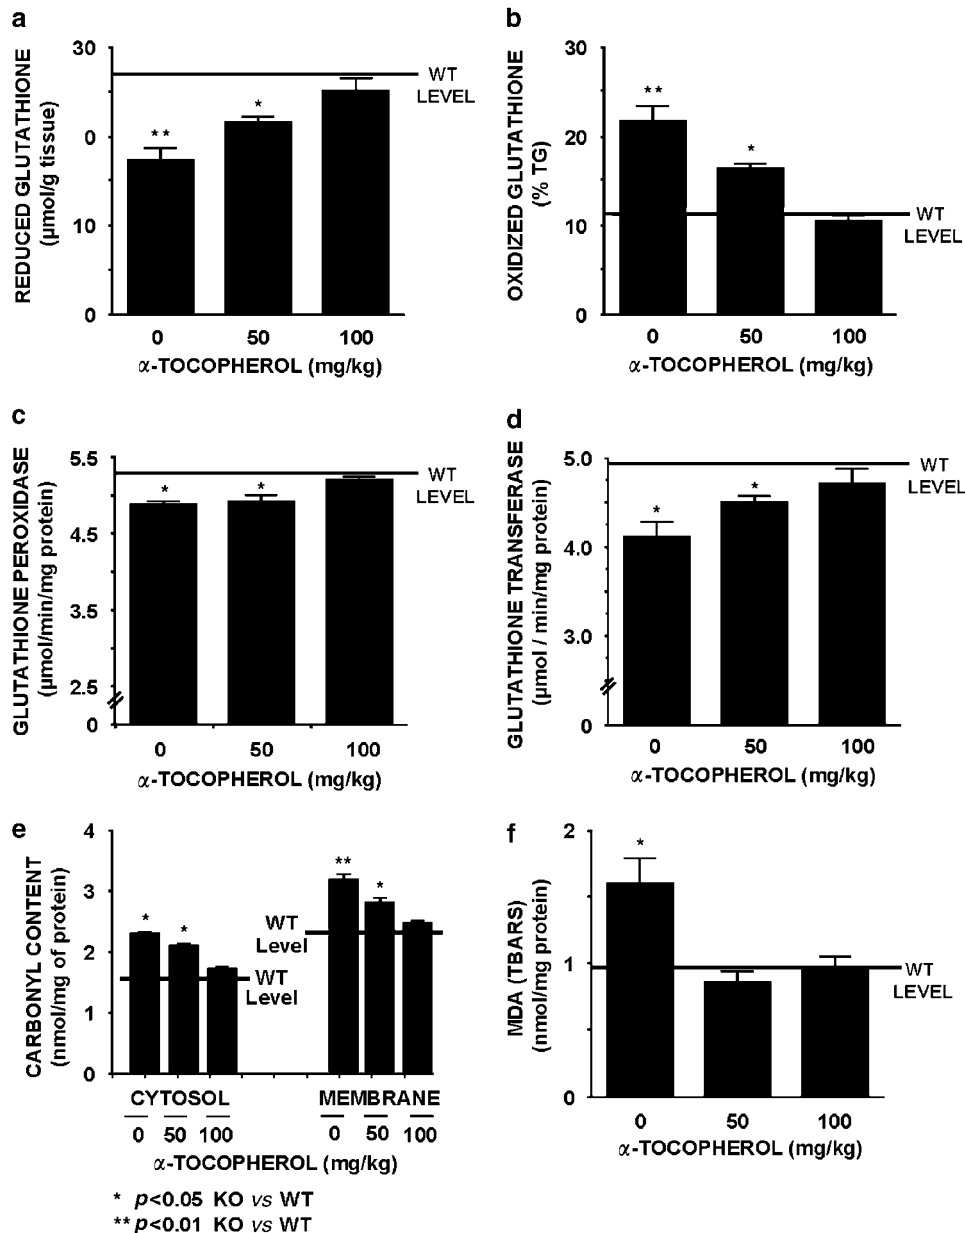 a
REDUCED GLUTATHIONE
(µmol/g tissue)
30
0
10
0
**
*
WT
LEVEL
0 50 100
α-TOCOPHEROL (mg/kg)
b
OXIDIZED GLUTATHIONE
(% TG)
30
20
10
0
**
*
WT
LEVEL
0 50 100
α-TOCOPHEROL (mg/kg)
c
GLUTATHIONE PEROXIDASE
(µmol/min/mg protein)
5.5
4.5
3.5
2.5
0
*
*
WT
LEVEL
0 50 100
α-TOCOPHEROL (mg/kg)
d
GLUTATHIONE TRANSFERASE
(µmol / min/mg protein)
5.0
4.0
3.0
0
*
*
WT
LEVEL
0 50 100
α-TOCOPHEROL (mg/kg)
e
CARBONYL CONTENT
(nmol/mg of protein)
4
3
2
1
0
*
*
WT
Level
**
*
WT
Level
CYTOSOL MEMBRANE
0 50 100 0 50 100
α-TOCOPHEROL (mg/kg)
f
MDA (TBARS)
(nmol/mg protein)
2
1
0
*
WT
LEVEL
0 50 100
α-TOCOPHEROL (mg/kg)
* p<0.05 KO vs WT
** p<0.01 KO vs WT